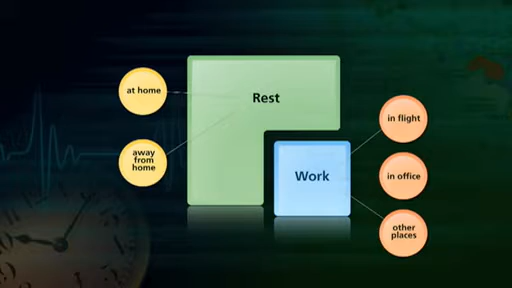 at home
Rest
in flight
away
from
home
Work
in office
other
places